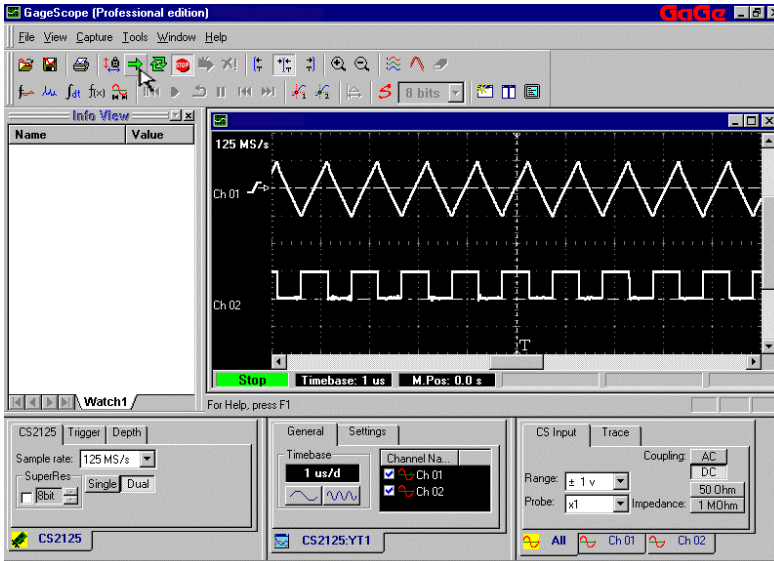 GageScope (Professional edition)
GaGe
File View Capture Tools Window Help
∫dt f(x)
8 bits
Info View
Name Value
125 MS/s
Ch 01
Ch 02
T
Stop Timebase: 1 us M.Pos: 0.0 s
Watch1
For Help, press F1
CS2125 Trigger Depth
Sample rate: 125 MS/s
SuperRes
8bit
Single Dual
CS2125
General Settings
Timebase
1 us/d
Channel Na...
Ch 01
Ch 02
CS2125:YT1
CS Input Trace
Coupling: AC
DC
Range: ± 1 v
50 Ohm
Probe: x1 Impedance: 1 MOhm
All Ch 01 Ch 02